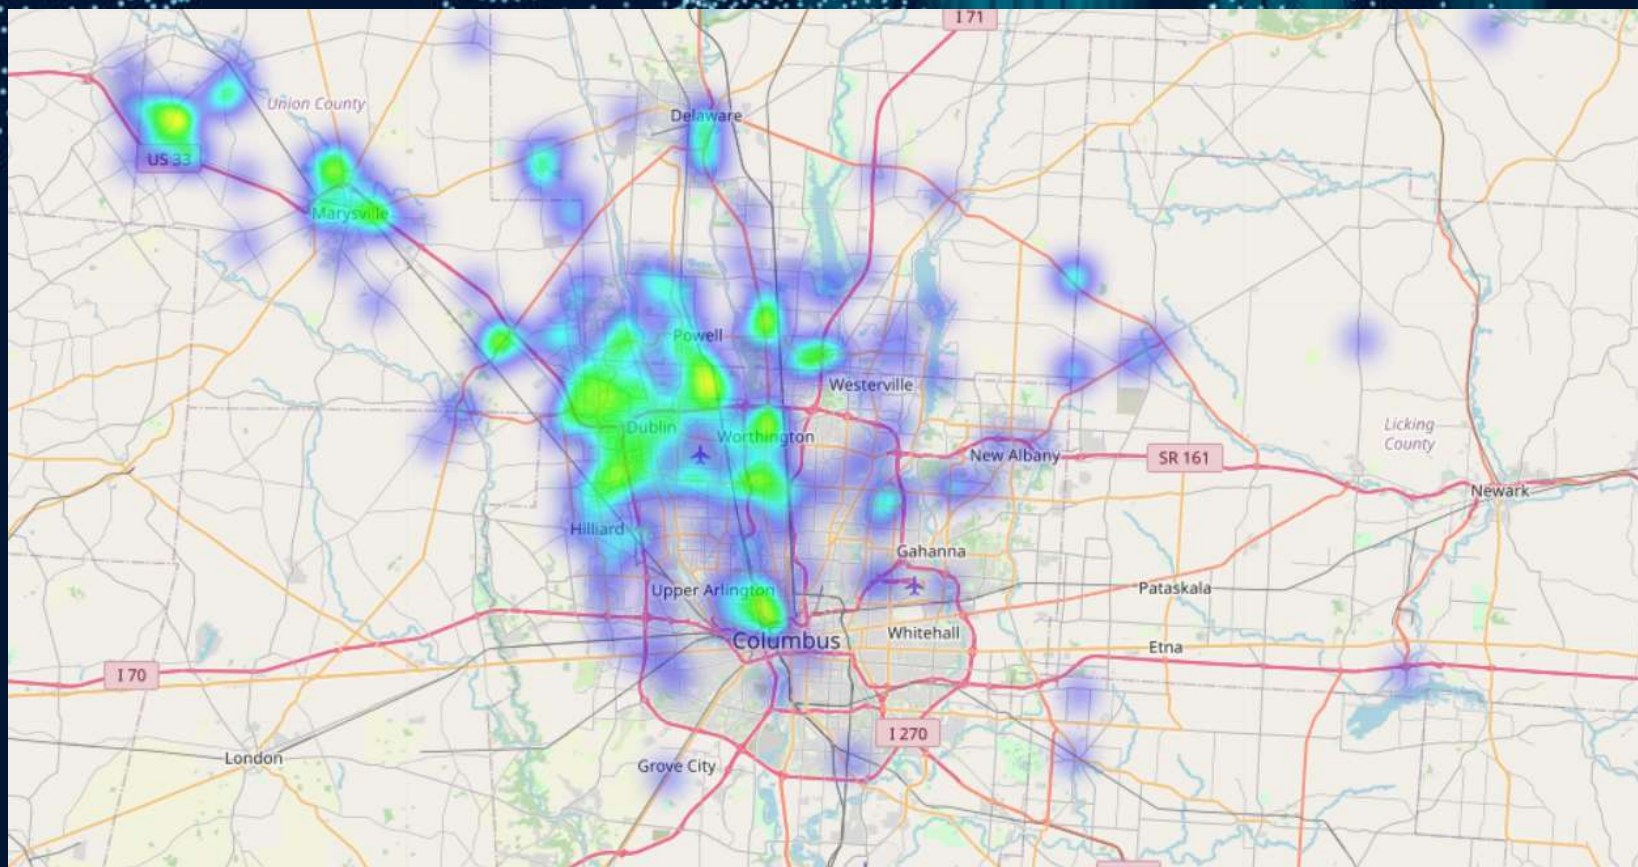 I 71
Union County
Delaware
US 33
Marysville
Powell
Westerville
Dublin
Worthington
Licking
County
New Albany
SR 161
Newark
Hilliard
Gahanna
Upper Arlington
Pataskala
Columbus
Whitehall
Etna
I 70
I 270
London
Grove City